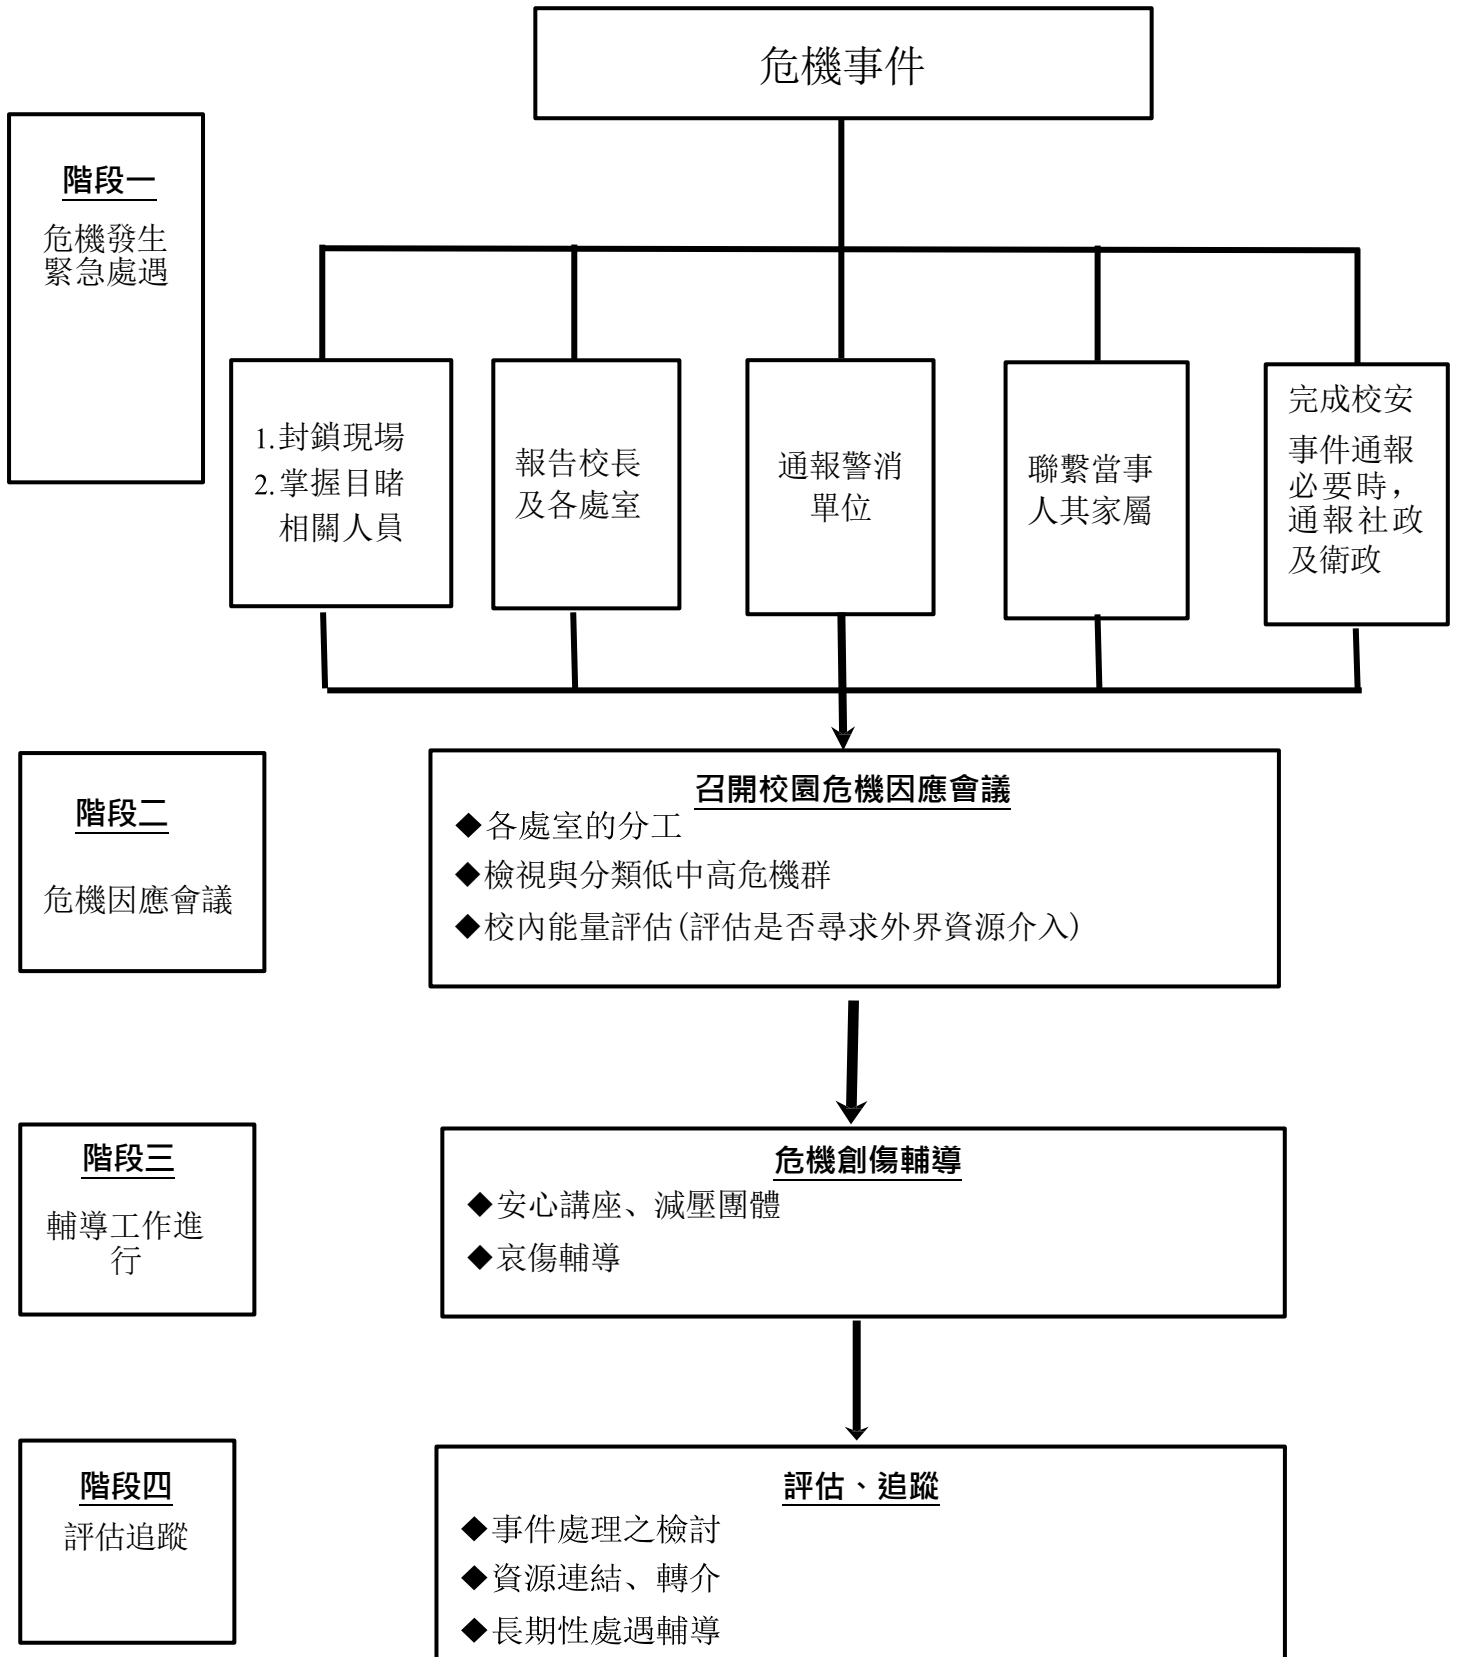 危機事件
階段一
危機發生
緊急處遇
1.封鎖現場
2.掌握目睹
相關人員
報告校長
及各處室
通報警消
單位
聯繫當事
人其家屬
完成校安
事件通報
必要時，
通報社政
及衛政
階段二
危機因應會議
召開校園危機因應會議
◆各處室的分工
◆檢視與分類低中高危機群
◆校內能量評估(評估是否尋求外界資源介入)
階段三
輔導工作進
行
危機創傷輔導
◆安心講座、減壓團體
◆哀傷輔導
階段四
評估追蹤
評估、追蹤
◆事件處理之檢討
◆資源連結、轉介
◆長期性處遇輔導